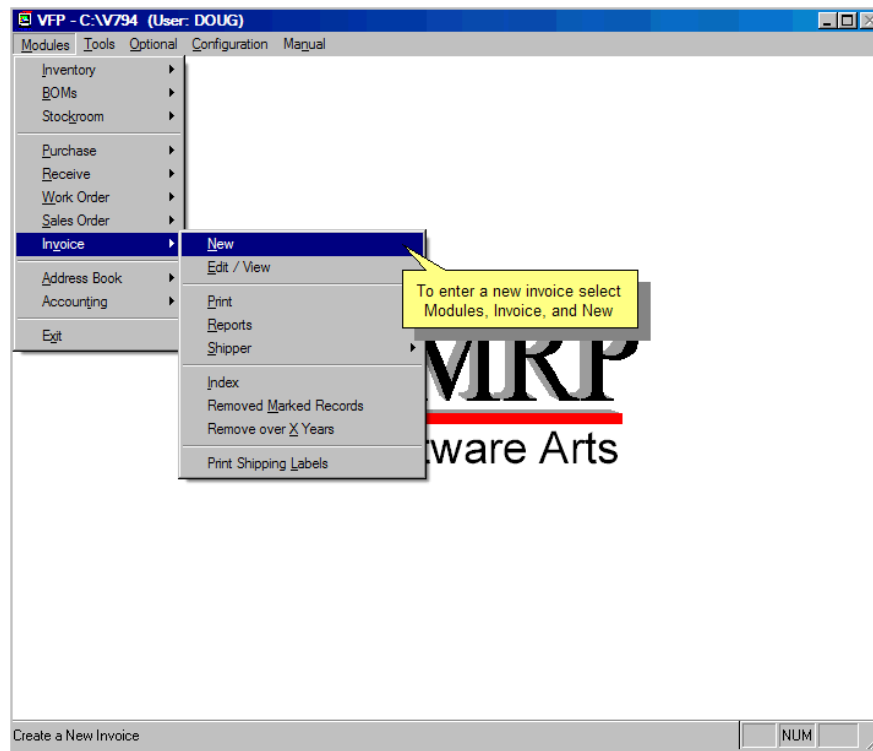 VFP - C:\V794 (User: DOUG)
Modules Tools Optional Configuration Manual
Inventory
BOMs
Stockroom
Purchase
Receive
Work Order
Sales Order
Invoice
Address Book
Accounting
Exit
New
Edit / View
Print
Reports
Shipper
Index
Removed Marked Records
Remove over X Years
Print Shipping Labels
To enter a new invoice select
Modules, Invoice, and New
MRP
tware Arts
Create a New Invoice
NUM